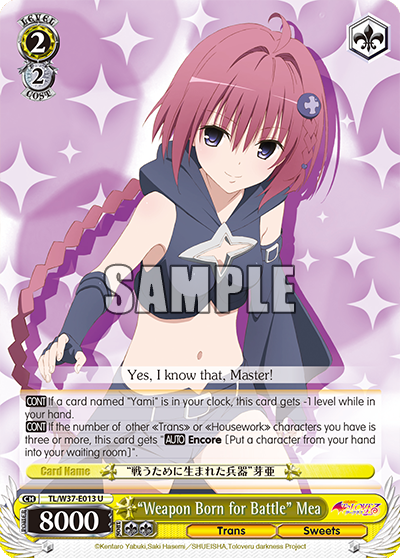 LEVEL
2
2
COST
SAMPLE
Yes, I know that, Master!
CONT If a card named "Yami" is in your clock, this card gets -1 level while in
your hand.
CONT If the number of other «Trans» or «Housework» characters you have is
three or more, this card gets "AUTO Encore [Put a character from your hand
into your waiting room]".
Card Name
“戦うために生まれた兵器”芽亜
CH TL/W37-E013 U
“Weapon Born for Battle” Mea
POWER
8000
SOUL
Trans
Sweets
©Kentaro Yabuki,Saki Hasemi／SHUEISHA,Toloveru darkness Project